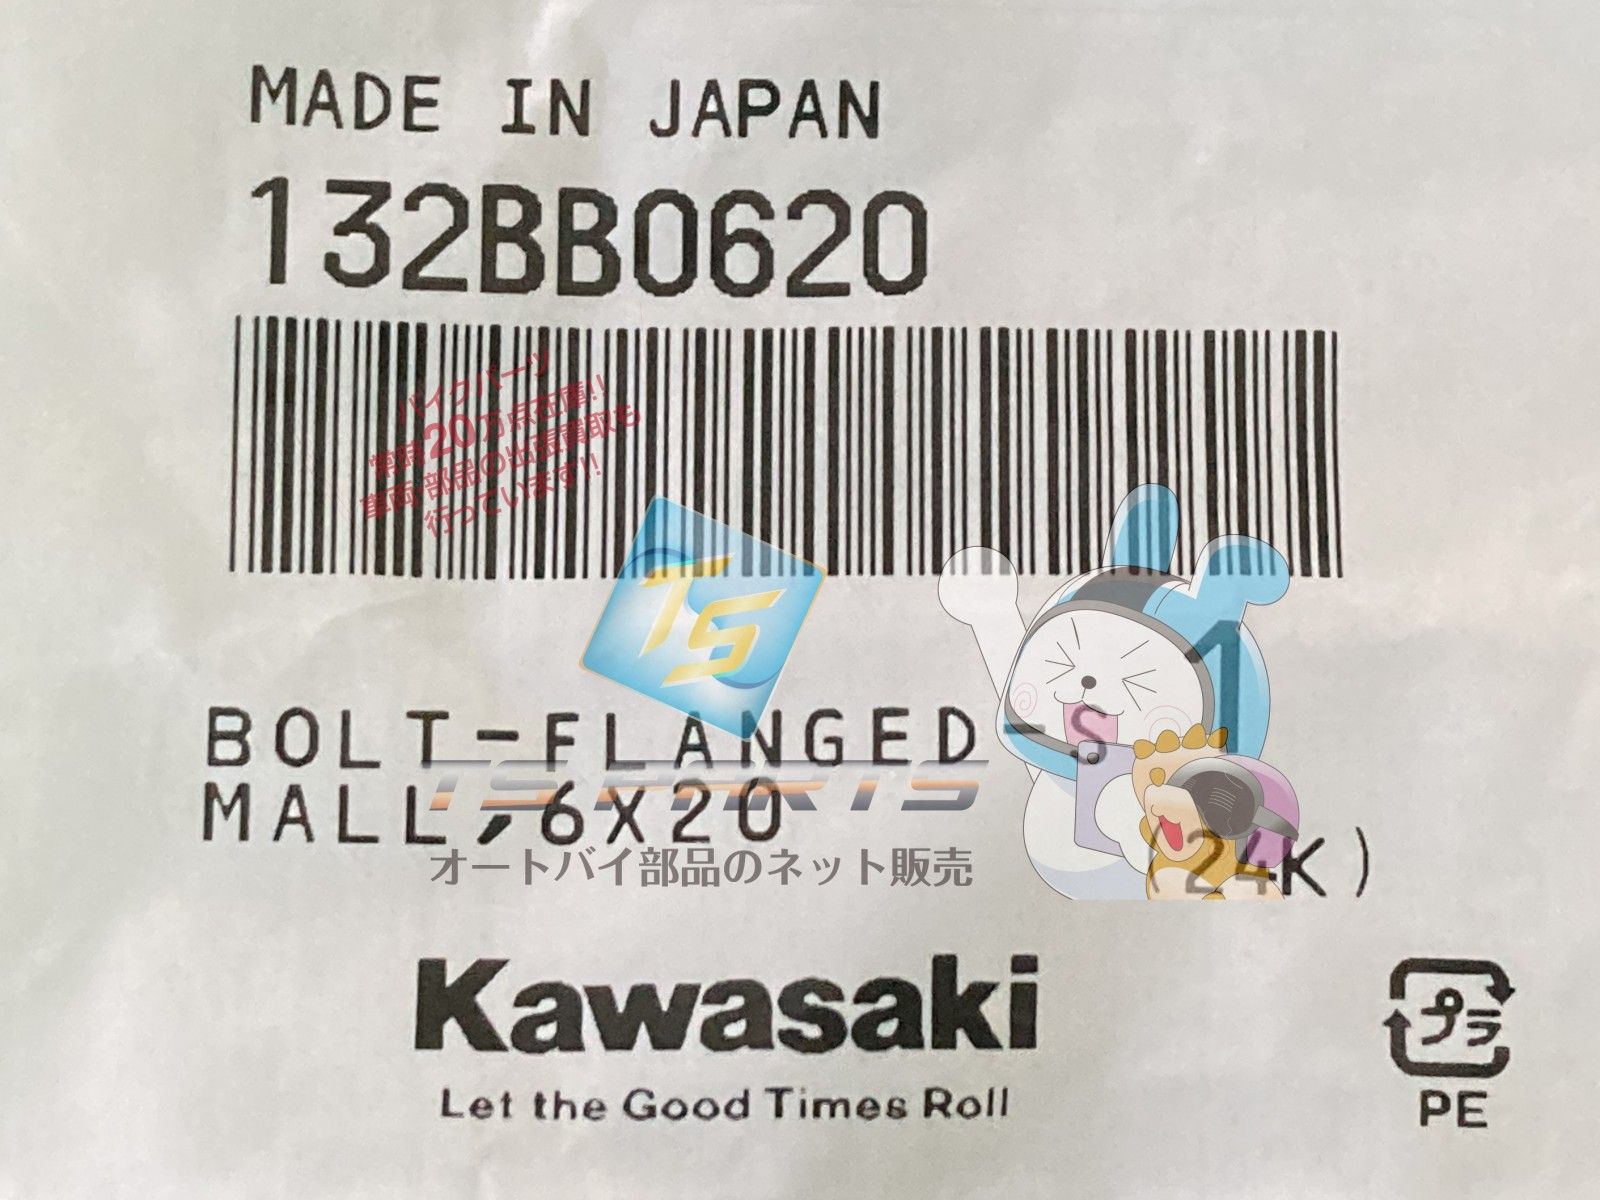 MADE IN JAPAN
132BB0620
バイクパーツ
常時20万点在庫!!
車両・部品の出張買取も
行っています!!
TS
1
BOLT-FLANGED-S
MALL,6X20
TS-PARTS
オートバイ部品のネット販売
(24K)
Kawasaki
Let the Good Times Roll
プラ
PE